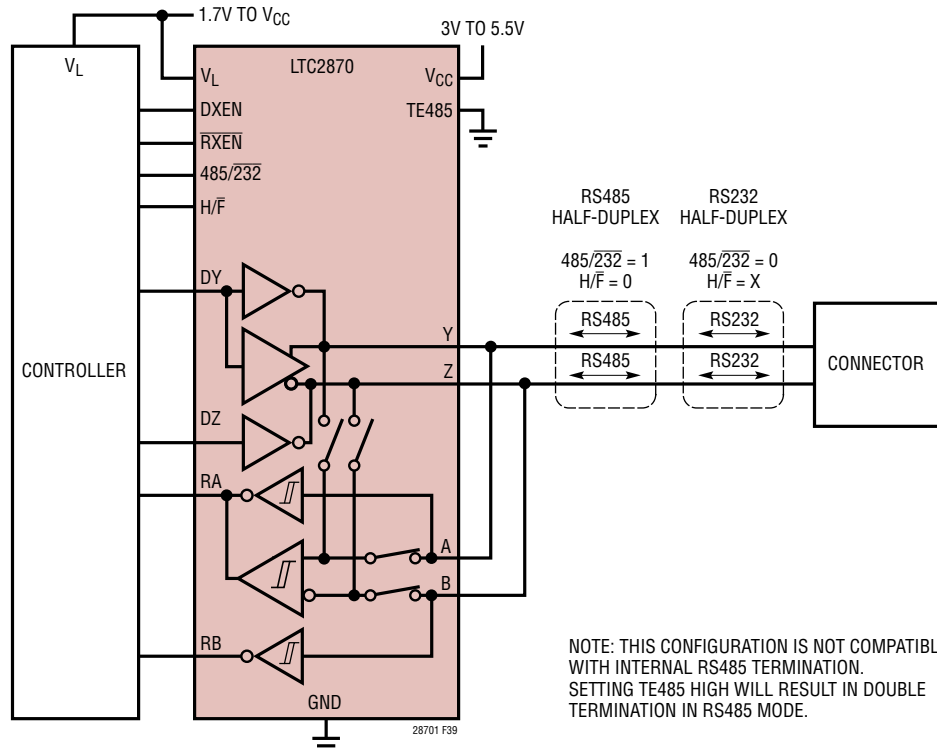 1.7V TO VCC
3V TO 5.5V
VL
LTC2870
VL
VCC
DXEN
TE485
RXEN
485/232
H/F
RS485
HALF-DUPLEX
RS232
HALF-DUPLEX
485/232 = 1
H/F = 0
485/232 = 0
H/F = X
DY
RS485
RS232
Y
RS485
RS232
CONTROLLER
Z
CONNECTOR
DZ
RA
A
B
RB
GND
28701 F39
NOTE: THIS CONFIGURATION IS NOT COMPATIBL
WITH INTERNAL RS485 TERMINATION.
SETTING TE485 HIGH WILL RESULT IN DOUBLE
TERMINATION IN RS485 MODE.